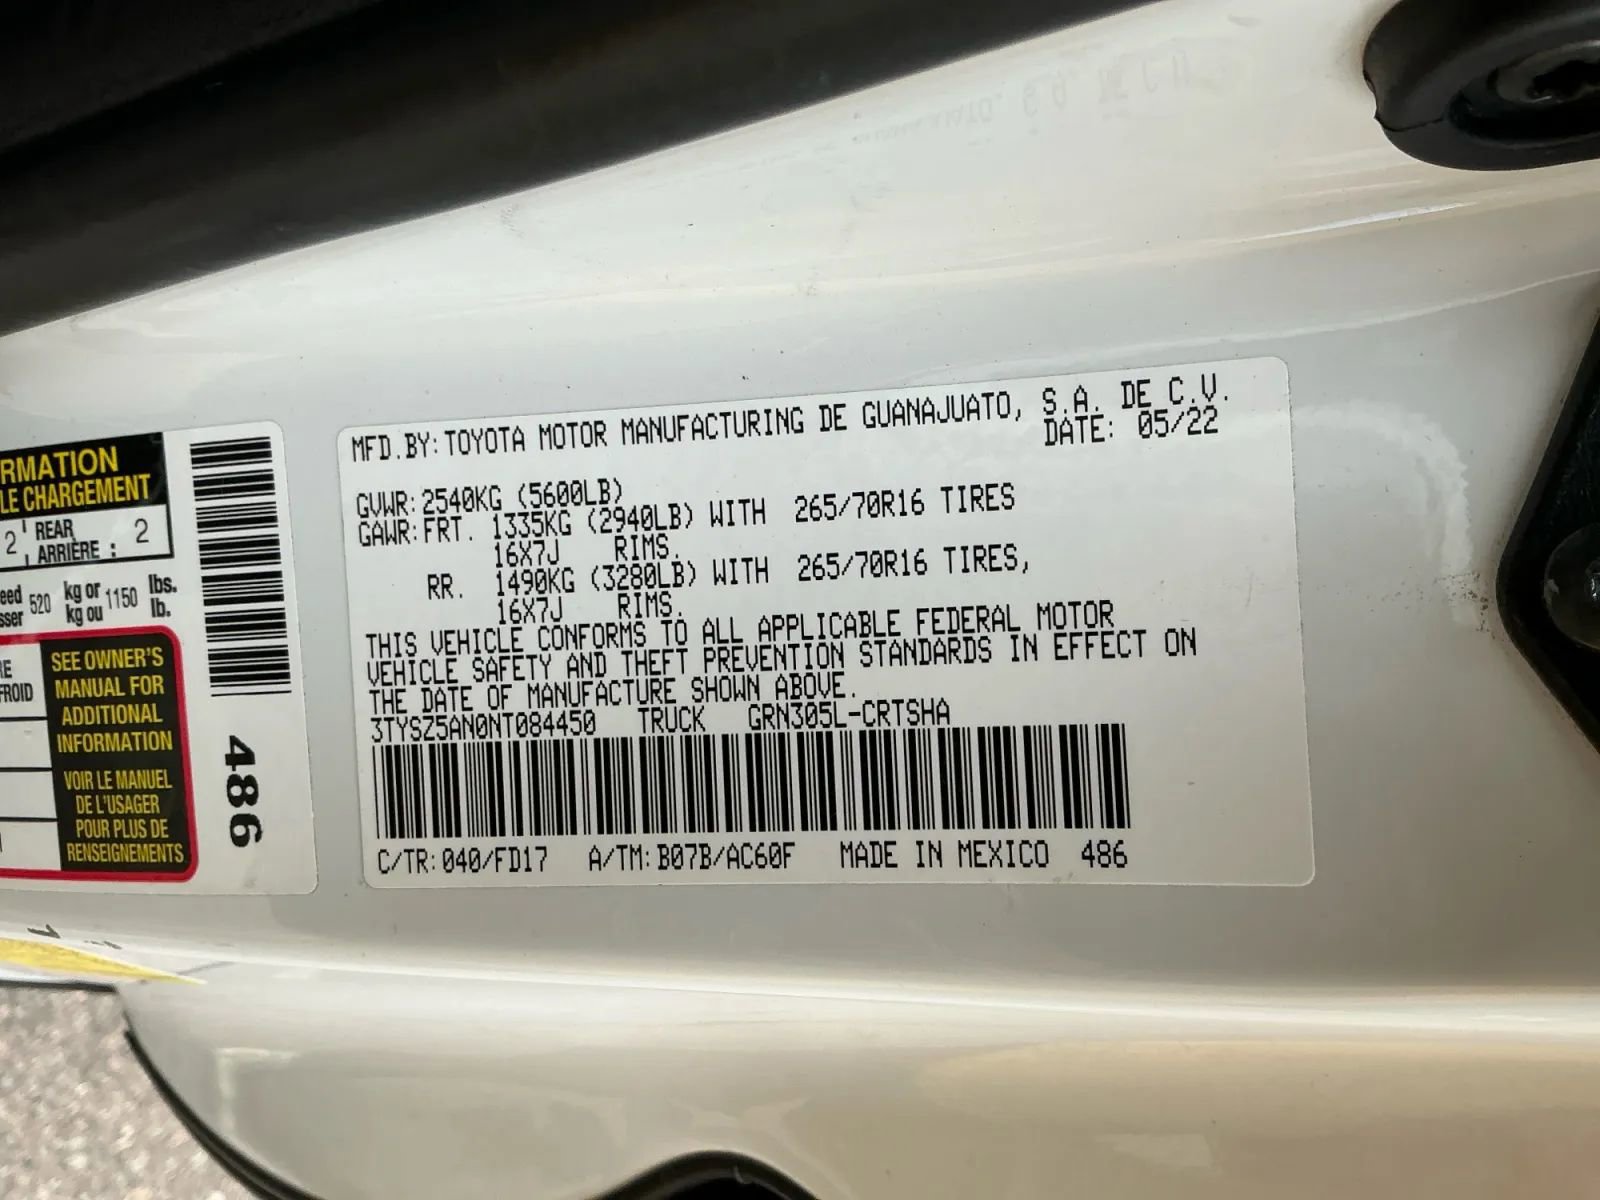 RMATION
LE CHARGEMENT
2 REAR
ARRIÈRE : 2
520 kg or 1150 lbs.
kg ou lb.
FROID
SEE OWNER'S
MANUAL FOR
ADDITIONAL
INFORMATION
VOIR LE MANUEL
DE L'USAGER
POUR PLUS DE
RENSEIGNEMENTS
486
MFD.BY: TOYOTA MOTOR MANUFACTURING DE GUANAJUATO, S.A. DE C.V.
DATE: 05/22
GVWR: 2540KG (5600LB)
GAWR: FRT. 1335KG (2940LB) WITH 265/70R16 TIRES
16X7J RIMS.
RR. 1490KG (3280LB) WITH 265/70R16 TIRES,
16X7J RIMS.
THIS VEHICLE CONFORMS TO ALL APPLICABLE FEDERAL MOTOR
VEHICLE SAFETY AND THEFT PREVENTION STANDARDS IN EFFECT ON
THE DATE OF MANUFACTURE SHOWN ABOVE.
3TYSZ5AN0NT084450 TRUCK GRN305L-CRTSHA
C/TR: 040/FD17 A/TM: B07B/AC60F MADE IN MEXICO 486